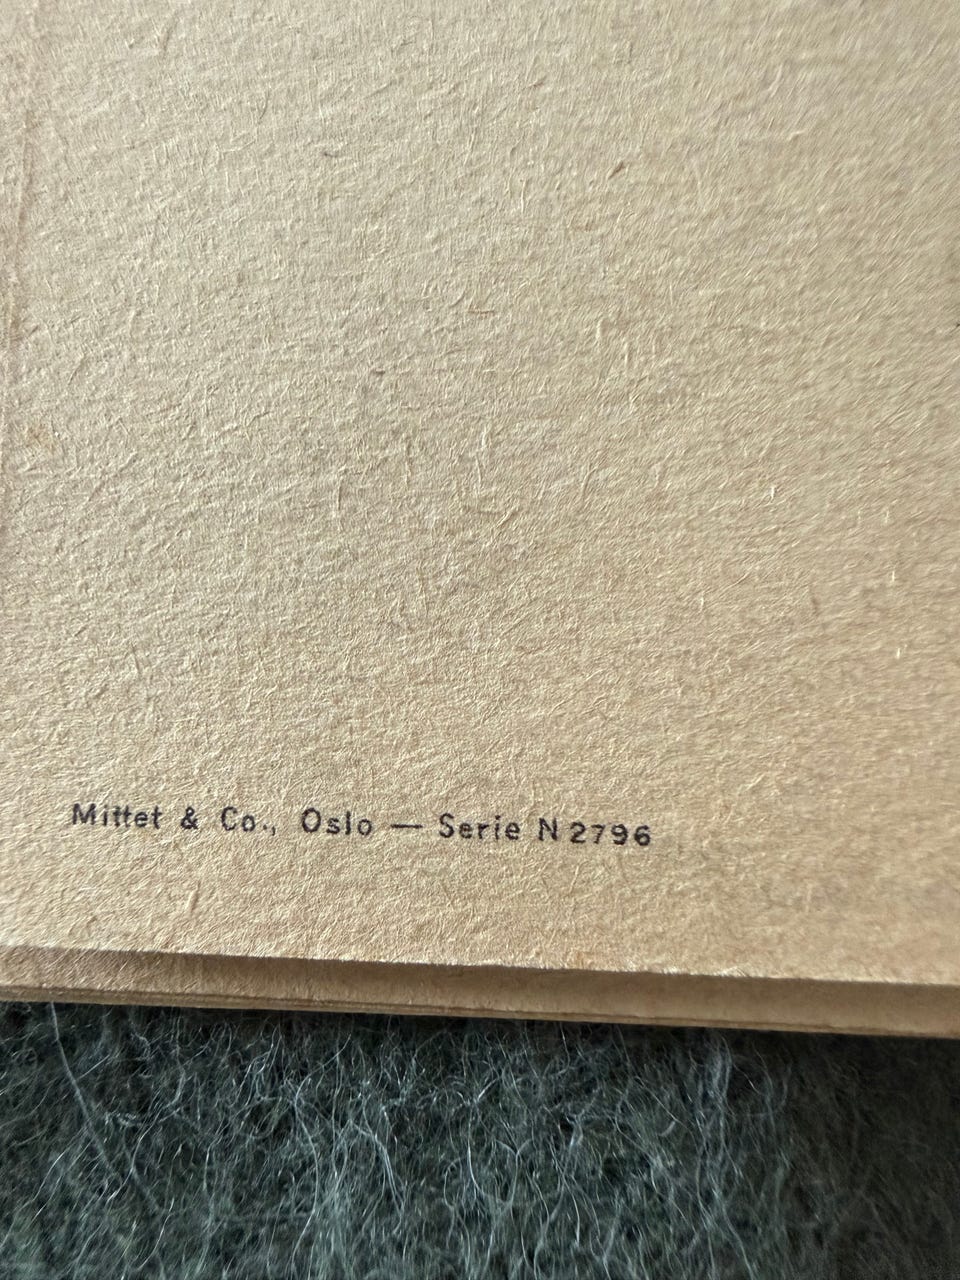 Mittet & Co., Oslo — Serie N 2796